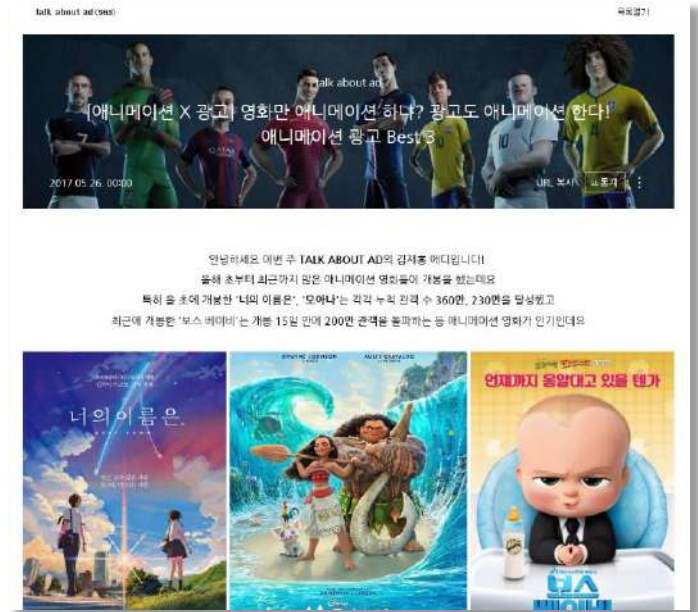 talk about ad(SNS)
목록열기
talk about ad
[애니메이션 X 광고] 영화만 애니메이션 하냐? 광고도 애니메이션 한다!
애니메이션 광고 Best 3
2017. 05. 26. 00:00
URL 복사
통계
안녕하세요 이번 주 TALK ABOUT AD의 김재홍 애디입니다!
올해 초부터 최근까지 많은 애니메이션 영화들이 개봉을 했는데요
특히 올 초에 개봉한 '너의 이름은', '모아나'는 각각 누적 관객 수 360만, 230만을 달성했고
최근에 개봉한 '보스 베이비'는 개봉 15일 만에 200만 관객을 돌파하는 등 애니메이션 영화가 인기인데요
너의 이름은.
언제까지 옹알대고 있을 텐가
보스
베이비